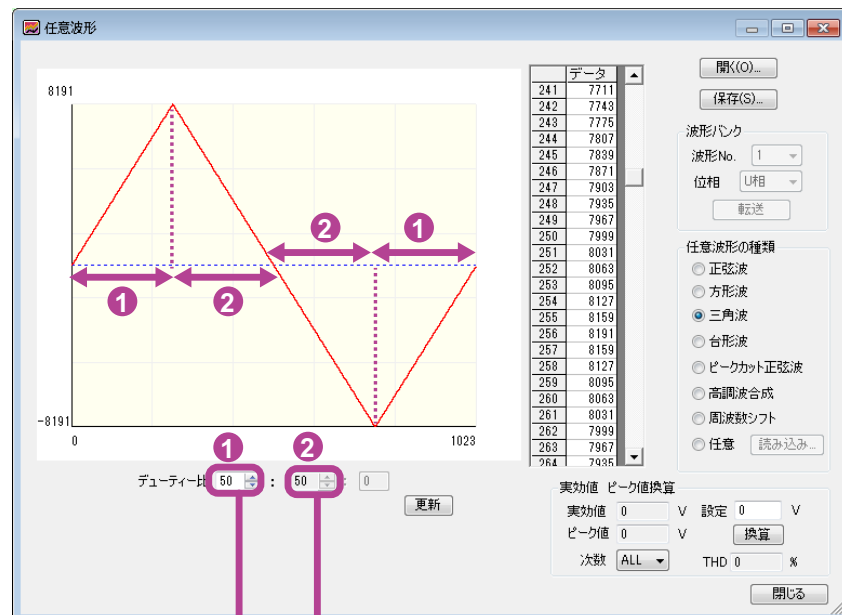 任意波形
8191
-8191
0
1023
2
1
1
2
1
2
デューティー比 50 : 50 : 0
更新
データ
241 7711
242 7743
243 7775
244 7807
245 7839
246 7871
247 7903
248 7935
249 7967
250 7999
251 8031
252 8063
253 8095
254 8127
255 8159
256 8191
257 8159
258 8127
259 8095
260 8063
261 8031
262 7999
263 7967
264 7935
開く(O)...
保存(S)...
波形バンク
波形No. 1
位相 U相
転送
任意波形の種類
正弦波
方形波
三角波
台形波
ピークカット正弦波
高調波合成
周波数シフト
任意 読み込み...
実効値 ピーク値換算
実効値 0 V 設定 0 V
ピーク値 0 V 換算
次数 ALL THD 0 %
閉じる